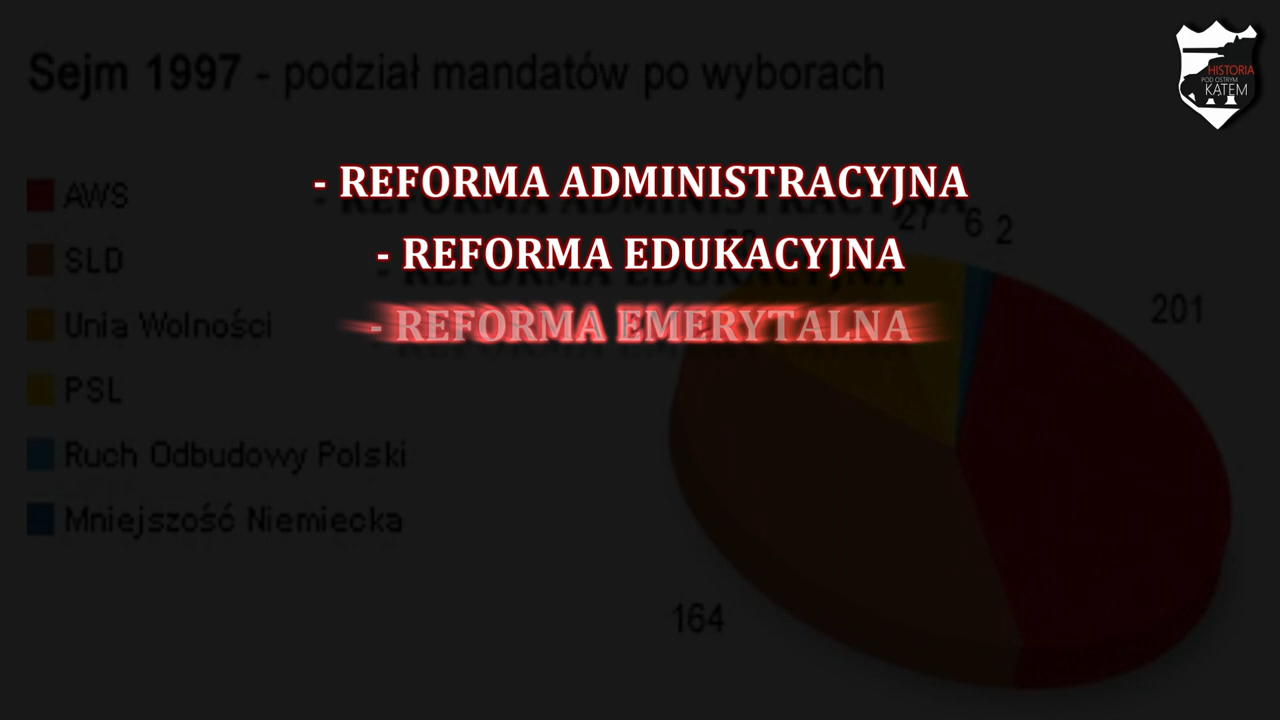 Sejm 1997 - podział mandatów po wyborach
HISTORIA
POD OSTRYM
KĄTEM
- REFORMA ADMINISTRACYJNA
- REFORMA EDUKACYJNA
- REFORMA EMERYTALNA
AWS
SLD
Unia Wolności
PSL
Ruch Odbudowy Polski
Mniejszość Niemiecka
27
6
2
201
164